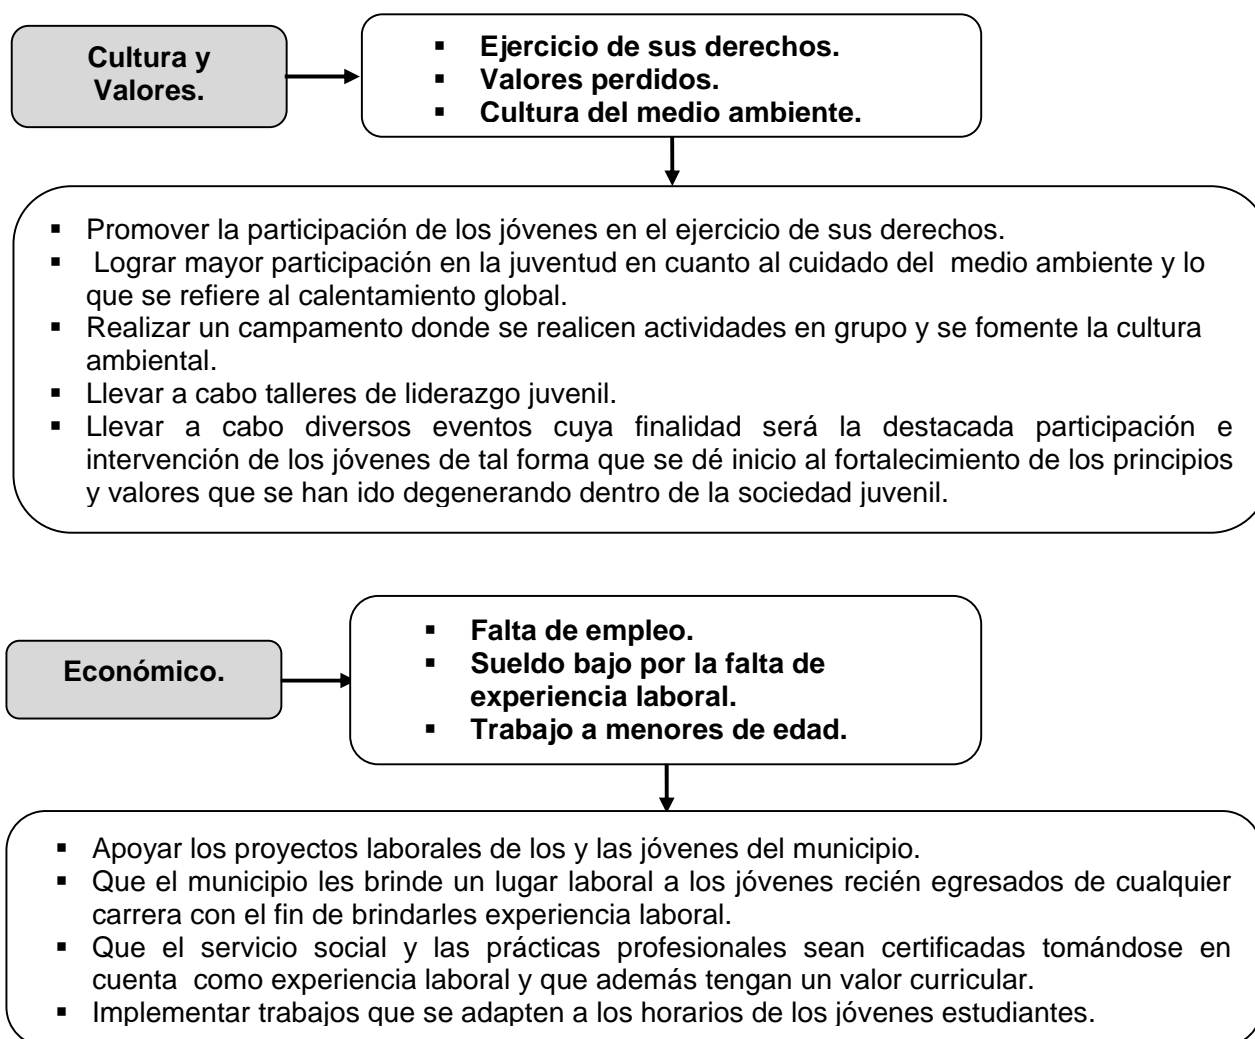 Cultura y
Valores.
▪ Ejercicio de sus derechos.
▪ Valores perdidos.
▪ Cultura del medio ambiente.
▪ Promover la participación de los jóvenes en el ejercicio de sus derechos.
▪ Lograr mayor participación en la juventud en cuanto al cuidado del medio ambiente y lo
que se refiere al calentamiento global.
▪ Realizar un campamento donde se realicen actividades en grupo y se fomente la cultura
ambiental.
▪ Llevar a cabo talleres de liderazgo juvenil.
▪ Llevar a cabo diversos eventos cuya finalidad será la destacada participación e
intervención de los jóvenes de tal forma que se dé inicio al fortalecimiento de los principios
y valores que se han ido degenerando dentro de la sociedad juvenil.
Económico.
▪ Falta de empleo.
▪ Sueldo bajo por la falta de
experiencia laboral.
▪ Trabajo a menores de edad.
▪ Apoyar los proyectos laborales de los y las jóvenes del municipio.
▪ Que el municipio les brinde un lugar laboral a los jóvenes recién egresados de cualquier
carrera con el fin de brindarles experiencia laboral.
▪ Que el servicio social y las prácticas profesionales sean certificadas tomándose en
cuenta como experiencia laboral y que además tengan un valor curricular.
▪ Implementar trabajos que se adapten a los horarios de los jóvenes estudiantes.